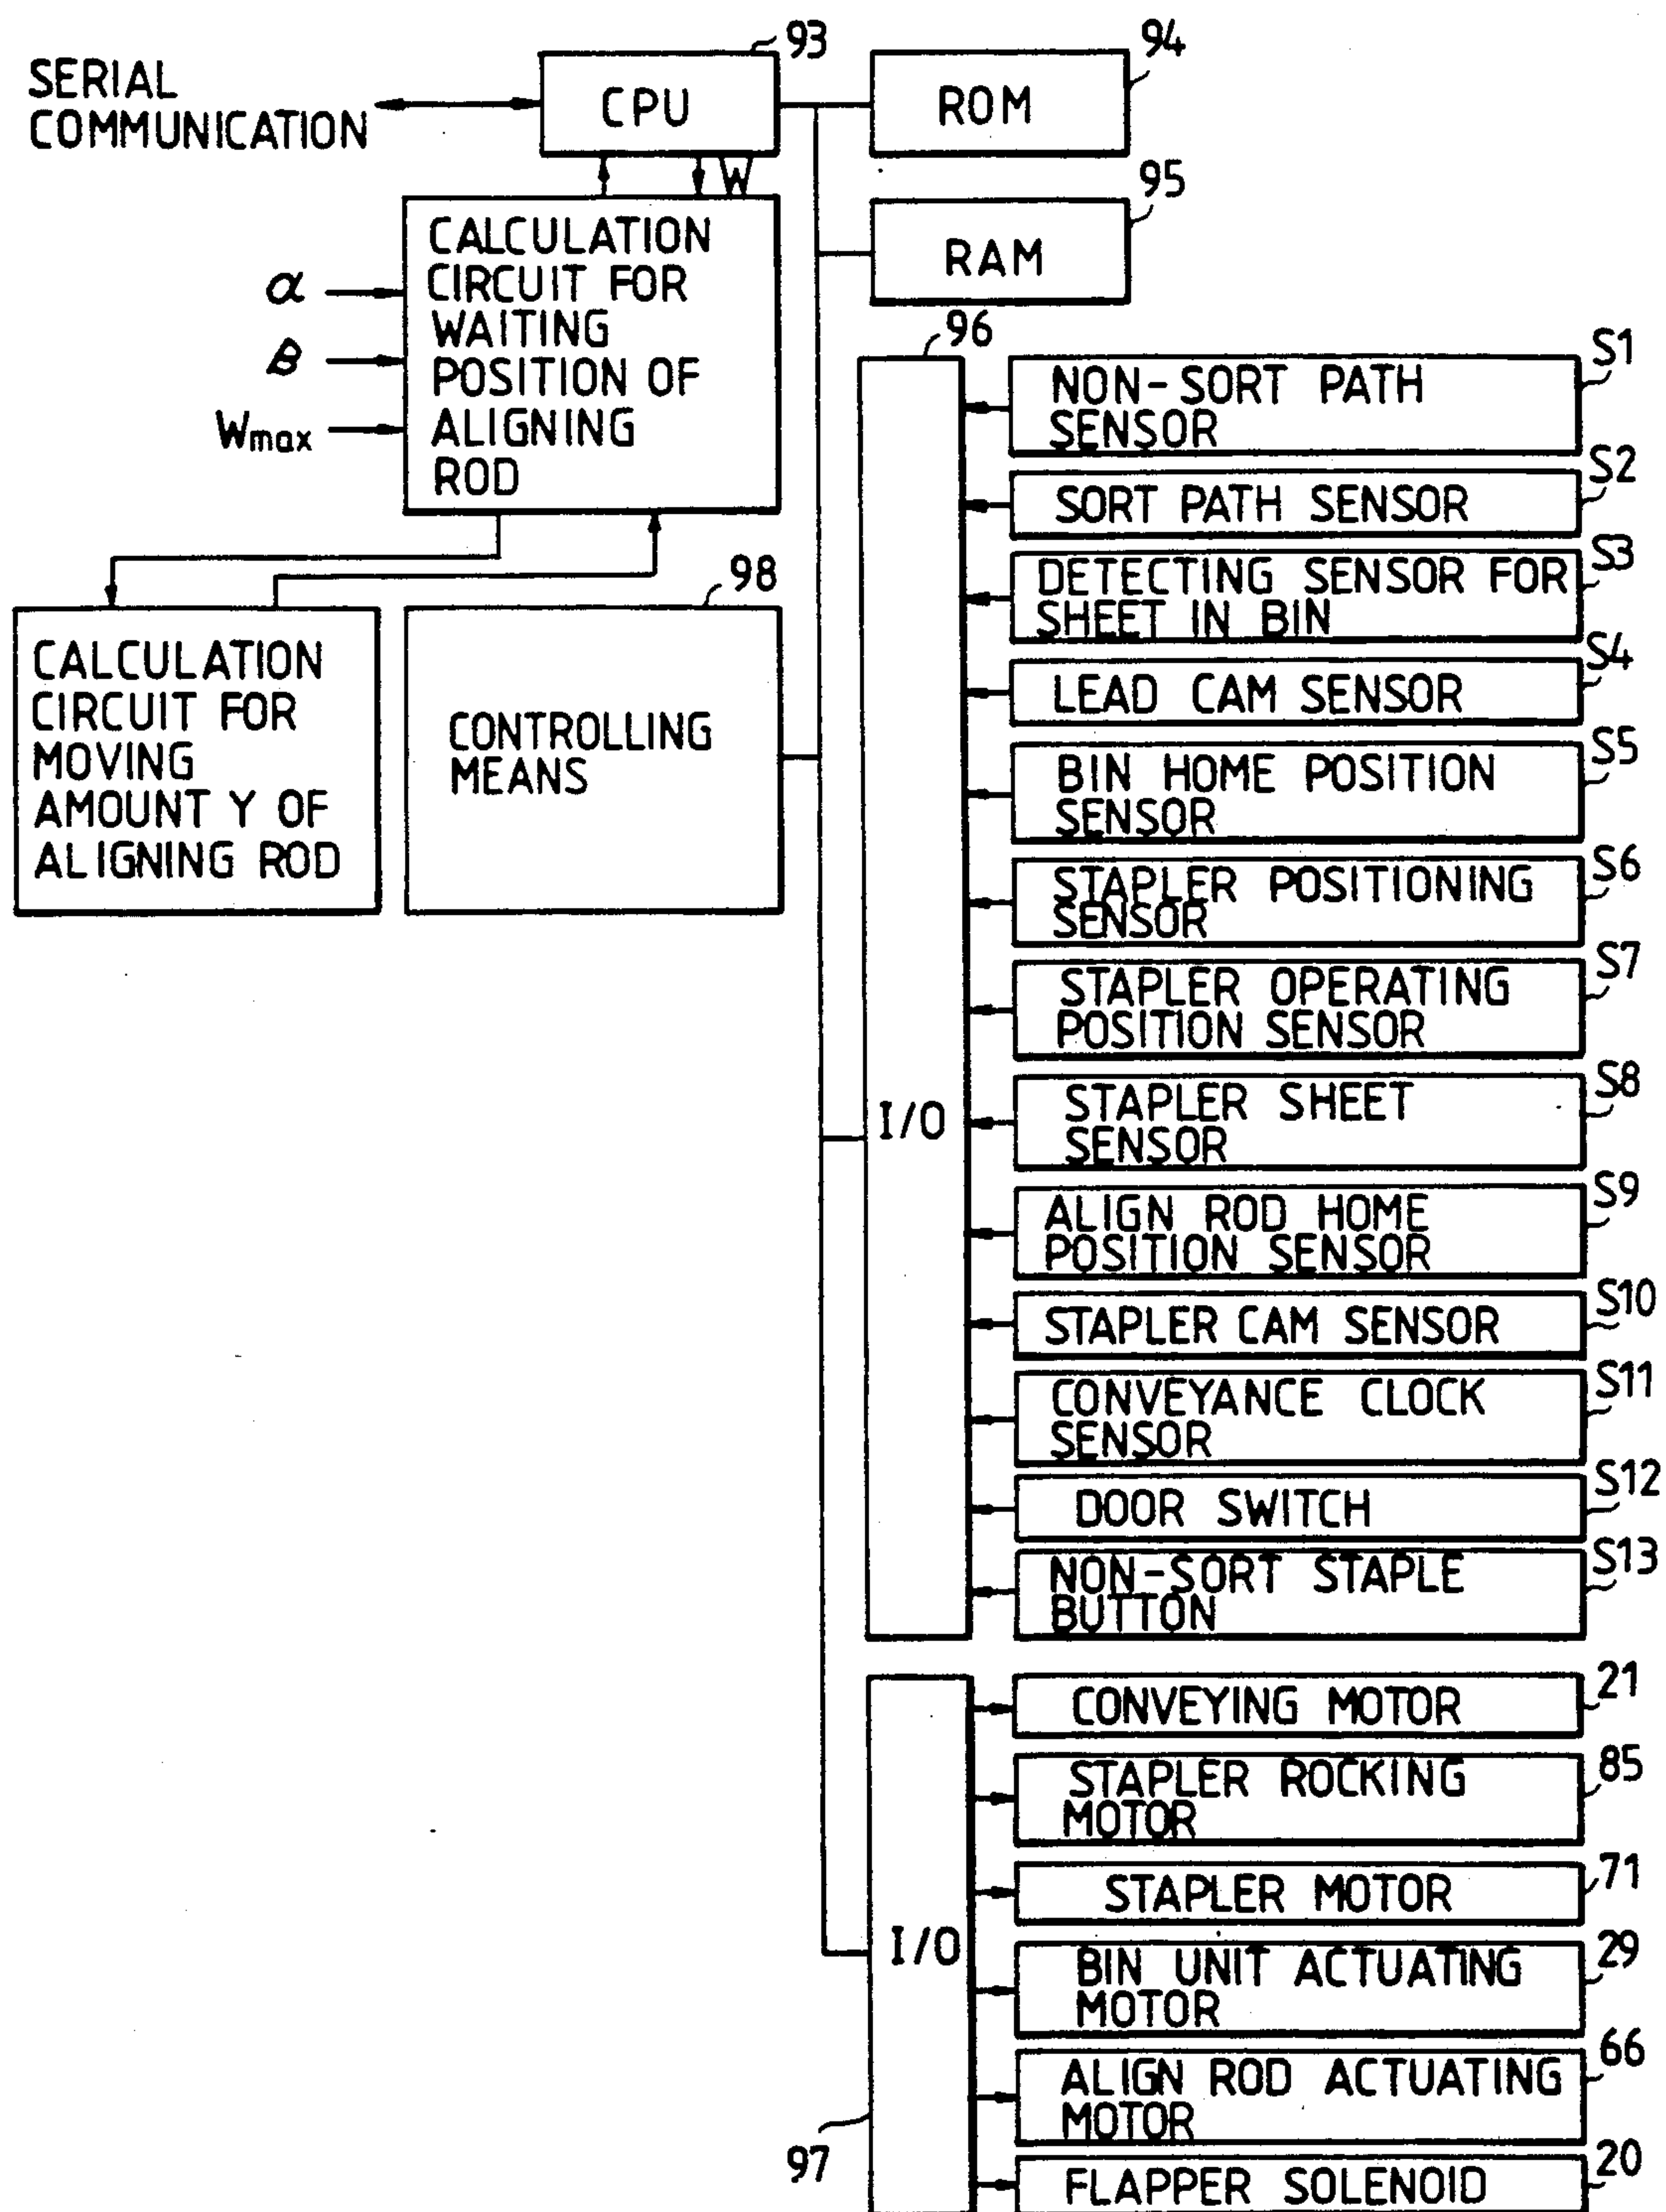 93
94
SERIAL
COMMUNICATION
CPU
ROM
W
95
RAM
CALCULATION
CIRCUIT FOR
WAITING
POSITION OF
ALIGNING
ROD
α
β
Wmax
96
98
CALCULATION
CIRCUIT FOR
MOVING
AMOUNT Y OF
ALIGNING ROD
CONTROLLING
MEANS
I/O
S1
NON-SORT PATH
SENSOR
S2
SORT PATH SENSOR
S3
DETECTING SENSOR FOR
SHEET IN BIN
S4
LEAD CAM SENSOR
S5
BIN HOME POSITION
SENSOR
S6
STAPLER POSITIONING
SENSOR
S7
STAPLER OPERATING
POSITION SENSOR
S8
STAPLER SHEET
SENSOR
S9
ALIGN ROD HOME
POSITION SENSOR
S10
STAPLER CAM SENSOR
S11
CONVEYANCE CLOCK
SENSOR
S12
DOOR SWITCH
S13
NON-SORT STAPLE
BUTTON
I/O
97
21
CONVEYING MOTOR
85
STAPLER ROCKING
MOTOR
71
STAPLER MOTOR
29
BIN UNIT ACTUATING
MOTOR
66
ALIGN ROD ACTUATING
MOTOR
20
FLAPPER SOLENOID